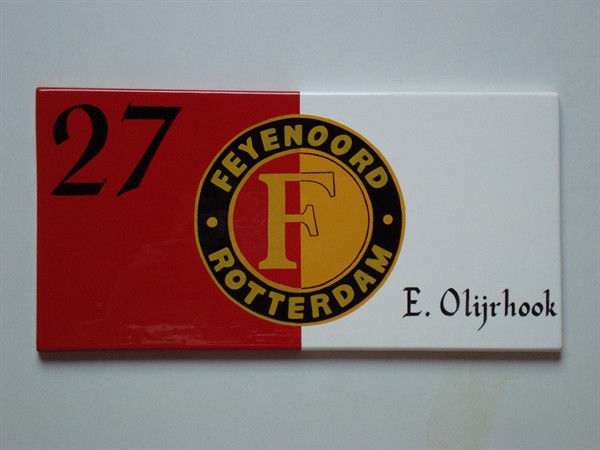 27
FEYENOORD
F
ROTTERDAM
E. Olijrhook